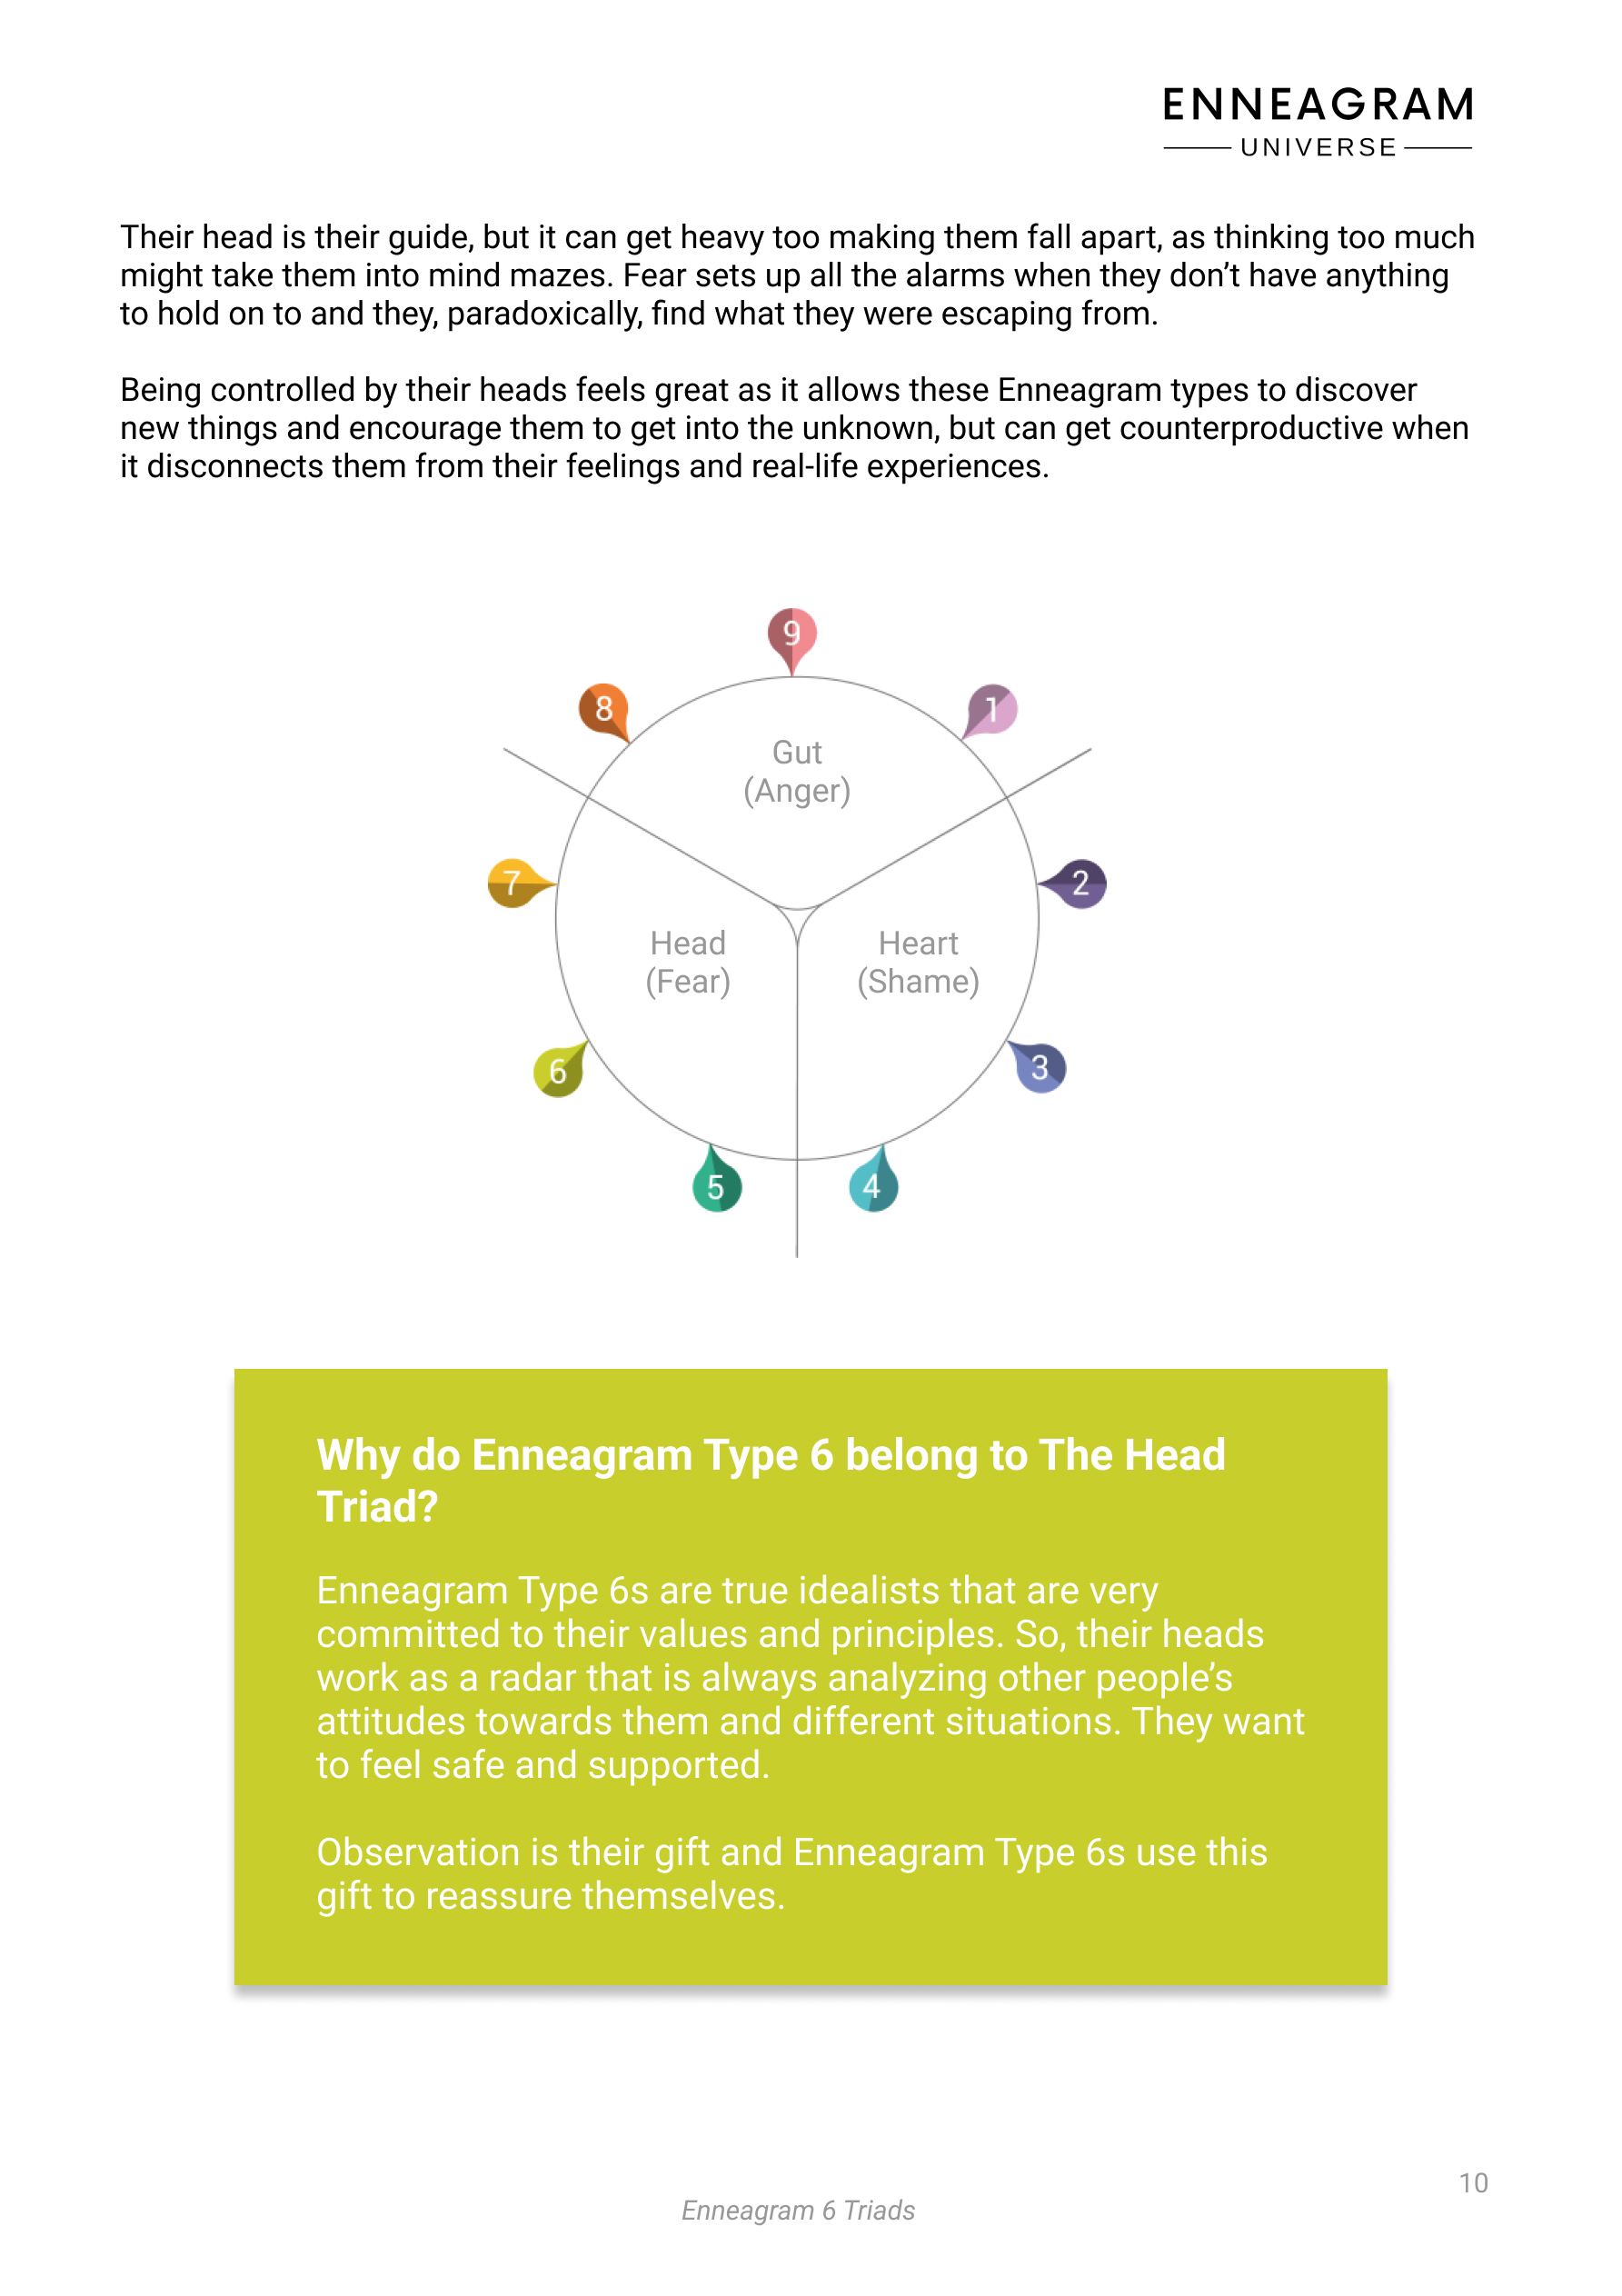 ENNEAGRAM
UNIVERSE
Their head is their guide, but it can get heavy too making them fall apart, as thinking too much
might take them into mind mazes. Fear sets up all the alarms when they don’t have anything
to hold on to and they, paradoxically, find what they were escaping from.
Being controlled by their heads feels great as it allows these Enneagram types to discover
new things and encourage them to get into the unknown, but can get counterproductive when
it disconnects them from their feelings and real-life experiences.
9
8
1
Gut
(Anger)
7
2
Head
(Fear)
Heart
(Shame)
6
3
5
4
Why do Enneagram Type 6 belong to The Head
Triad?
Enneagram Type 6s are true idealists that are very
committed to their values and principles. So, their heads
work as a radar that is always analyzing other people’s
attitudes towards them and different situations. They want
to feel safe and supported.
Observation is their gift and Enneagram Type 6s use this
gift to reassure themselves.
10
Enneagram 6 Triads